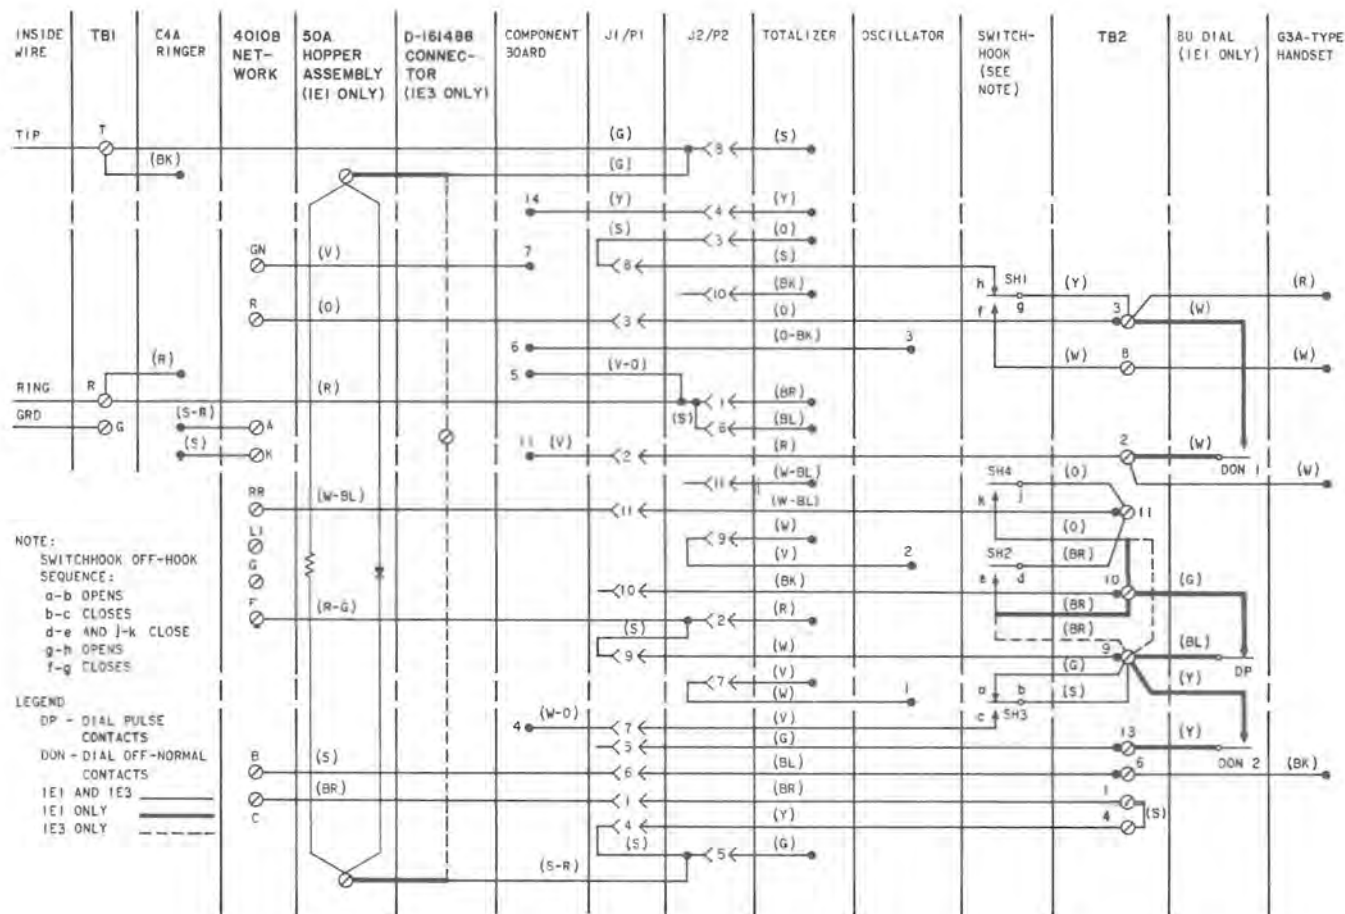 INSIDE WIRE
TB1
C4A RINGER
4010B NET-WORK
50A HOPPER ASSEMBLY (1E1 ONLY)
D-161488 CONNEC-TOR (1E3 ONLY)
COMPONENT BOARD
J1/P1
J2/P2
TOTALIZER
OSCILLATOR
SWITCH-HOOK (SEE NOTE)
TB2
8U DIAL (1E1 ONLY)
G3A-TYPE HANDSET
TIP T (G) 8 (S)
(BK) (G)
14 (Y) 4 (Y)
(S) 3 (O)
GN (V) 7 8 (S)
h SH1 (Y) (R)
10 (BK)
R (O) 3 (O) f g 3 (W)
6 (O-BK) 3
(W) 8 (W)
(R) 5 (V-O)
RING R (R) 1 (BR)
GRD G (S-R) A (S) 6 (BL)
(S) K 11 (V) 2 (R) 2 (W) DON 1 (W)
11 (W-BL) SH4 j (O)
RR (W-BL) 11 (W-BL) k 11
L1 9 (W) (O)
(V) 2 SH2 d (BR)
G 10 (BK) e 10 (G)
F (R-G) 2 (R) (BR)
(S) (BR)
9 (W) 9 (BL) DP
(G) (Y)
7 (V) a b (S)
(W) 1 c SH3
4 (W-O) 7 (V)
5 (G) 13 (Y) DON 2
B (S) 6 (BL) 6 (BK)
(BR) 1 (BR) 1
C 4 (Y) 4 (S)
(S) 5 (G)
(S-R)
NOTE:
SWITCHHOOK OFF-HOOK
SEQUENCE:
a-b OPENS
b-c CLOSES
d-e AND j-k CLOSE
g-h OPENS
f-g CLOSES
LEGEND
DP - DIAL PULSE
CONTACTS
DON - DIAL OFF-NORMAL
CONTACTS
1E1 AND 1E3
1E1 ONLY
1E3 ONLY